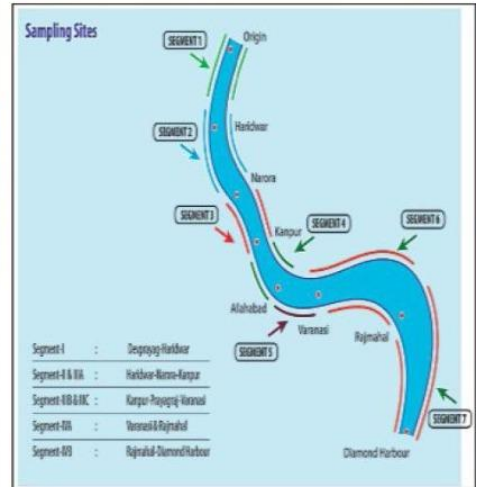 Sampling Sites
SEGMENT 1
Origin
SEGMENT 2
Haridwar
Narora
SEGMENT 3
Kanpur
SEGMENT 4
SEGMENT 6
Allahabad
Varanasi
Rajmahal
SEGMENT 5
SEGMENT 7
Diamond Harbour
Segment-I : Devprayag-Haridwar
Segment-II & IIIA : Haridwar-Narora-Kanpur
Segment-IIIB & IIIC : Kanpur-Prayagraj-Varanasi
Segment-IVA : Varanasi & Rajmahal
Segment-IVB : Rajmahal-Diamond Harbour